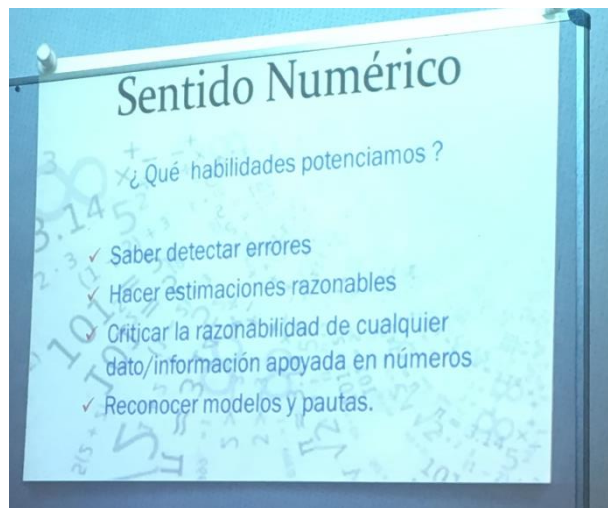 Sentido Numérico
¿ Qué habilidades potenciamos ?
✓ Saber detectar errores
✓ Hacer estimaciones razonables
✓ Criticar la razonabilidad de cualquier
dato/información apoyada en números
✓ Reconocer modelos y pautas.